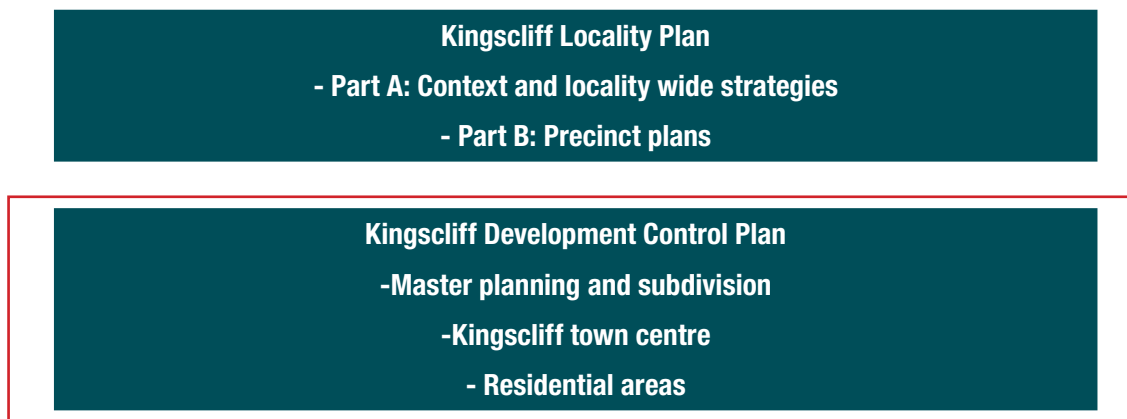 Kingscliff Locality Plan
- Part A: Context and locality wide strategies
- Part B: Precinct plans
Kingscliff Development Control Plan
-Master planning and subdivision
-Kingscliff town centre
- Residential areas